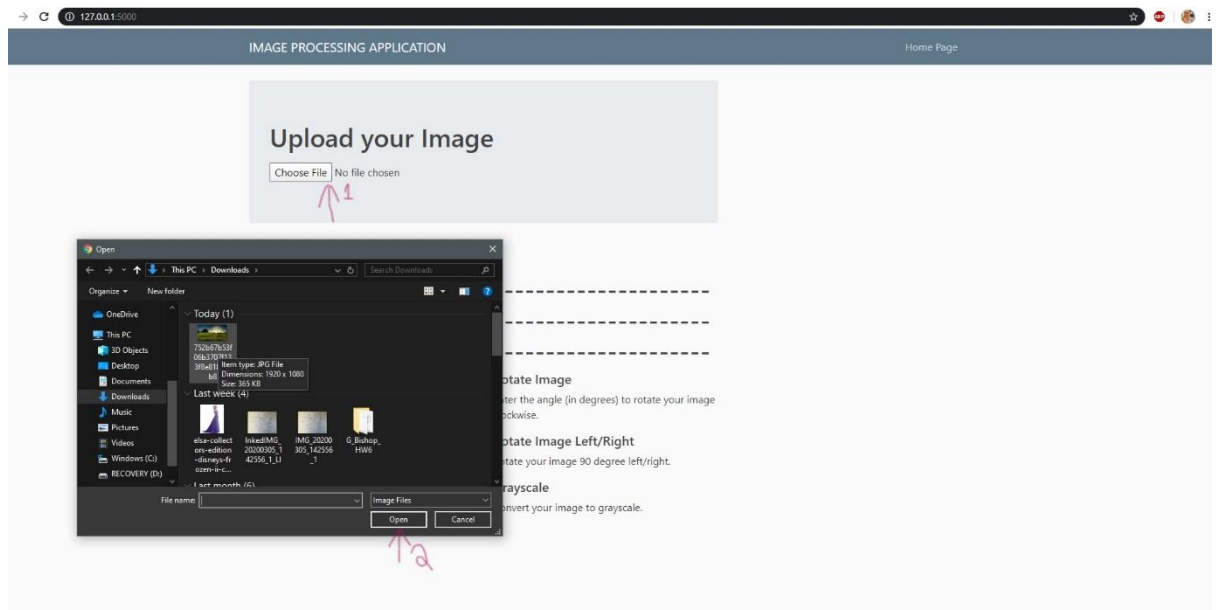 127.0.0.1:5000
ABP
IMAGE PROCESSING APPLICATION
Home Page
Upload your Image
Choose File No file chosen
1
Open
This PC > Downloads >
Search Downloads
Organize
New folder
OneDrive
This PC
3D Objects
Desktop
Documents
Downloads
Music
Pictures
Videos
Windows (C:)
RECOVERY (D:)
Today (1)
752b67b53f
06b3707f13
3f8e81
b8
Item type: JPG File
Dimensions: 1920 x 1080
Size: 365 KB
Last week (4)
elsa-collect
ors-edition
-disneys-fr
ozen-ii-c...
InkedIMG_
20200305_1
42556_1_LI
IMG_20200
305_142556
_1
G_Bishop_
HW6
Last month (6)
File name:
Image Files
Open
Cancel
2
otate Image
ter the angle (in degrees) to rotate your image
ockwise.
otate Image Left/Right
otate your image 90 degree left/right.
rayscale
onvert your image to grayscale.